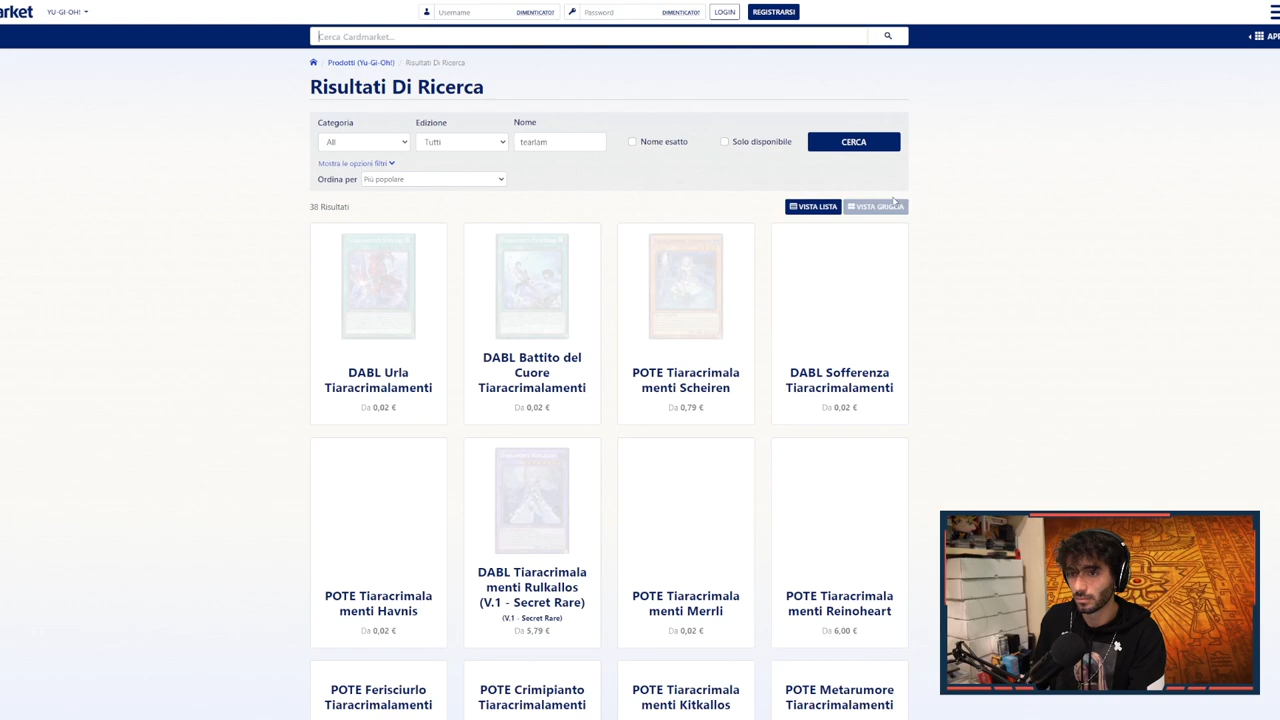 arket YU-GI-OH! Username DIMENTICATO? Password DIMENTICATO? LOGIN REGISTRARSI
Cerca Cardmarket... APP
Prodotti (Yu-Gi-Oh!) / Risultati Di Ricerca
Risultati Di Ricerca
Categoria Edizione Nome
All Tutti tearlam Nome esatto Solo disponibile CERCA
Mostra le opzioni filtri
Ordina per Più popolare
38 Risultati VISTA LISTA VISTA GRIGLIA
DABL Urla
Tiaracrimalamenti
Da 0,02 €
DABL Battito del
Cuore
Tiaracrimalamenti
Da 0,02 €
POTE Tiaracrimala
menti Scheiren
Da 0,79 €
DABL Sofferenza
Tiaracrimalamenti
Da 0,02 €
POTE Tiaracrimala
menti Havnis
Da 0,02 €
DABL Tiaracrimala
menti Rulkallos
(V.1 - Secret Rare)
(V.1 - Secret Rare)
Da 5,79 €
POTE Tiaracrimala
menti Merrli
Da 0,02 €
POTE Tiaracrimala
menti Reinoheart
Da 6,00 €
POTE Ferisciurlo
Tiaracrimalamenti
POTE Crimipianto
Tiaracrimalamenti
POTE Tiaracrimala
menti Kitkallos
POTE Metarumore
Tiaracrimalamenti